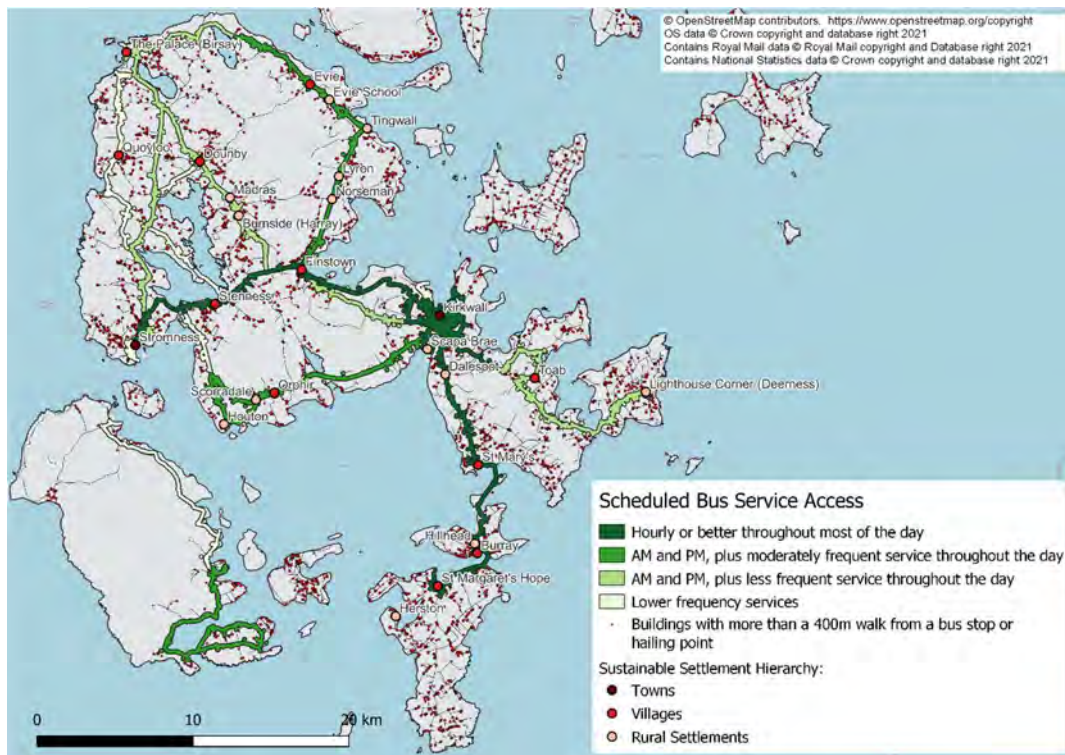 © OpenStreetMap contributors, https://www.openstreetmap.org/copyright
OS data © Crown copyright and database right 2021
Contains Royal Mail data © Royal Mail copyright and Database right 2021
Contains National Statistics data © Crown copyright and database right 2021
The Palace (Birsay)
Evie
Evie School
Tingwall
Quoyloo
Dounby
Lyron
Madras
Norseman
Burnside (Harray)
Finstown
Stenness
Kirkwall
Stromness
Scapa Brae
Dalespot
Toab
Lighthouse Corner (Deerness)
Scorradale
Orphir
Houton
St Mary's
Hillhead
Burray
St Margaret's Hope
Herston
Scheduled Bus Service Access
Hourly or better throughout most of the day
AM and PM, plus moderately frequent service throughout the day
AM and PM, plus less frequent service throughout the day
Lower frequency services
Buildings with more than a 400m walk from a bus stop or
hailing point
Sustainable Settlement Hierarchy:
Towns
Villages
Rural Settlements
0 10 20 km